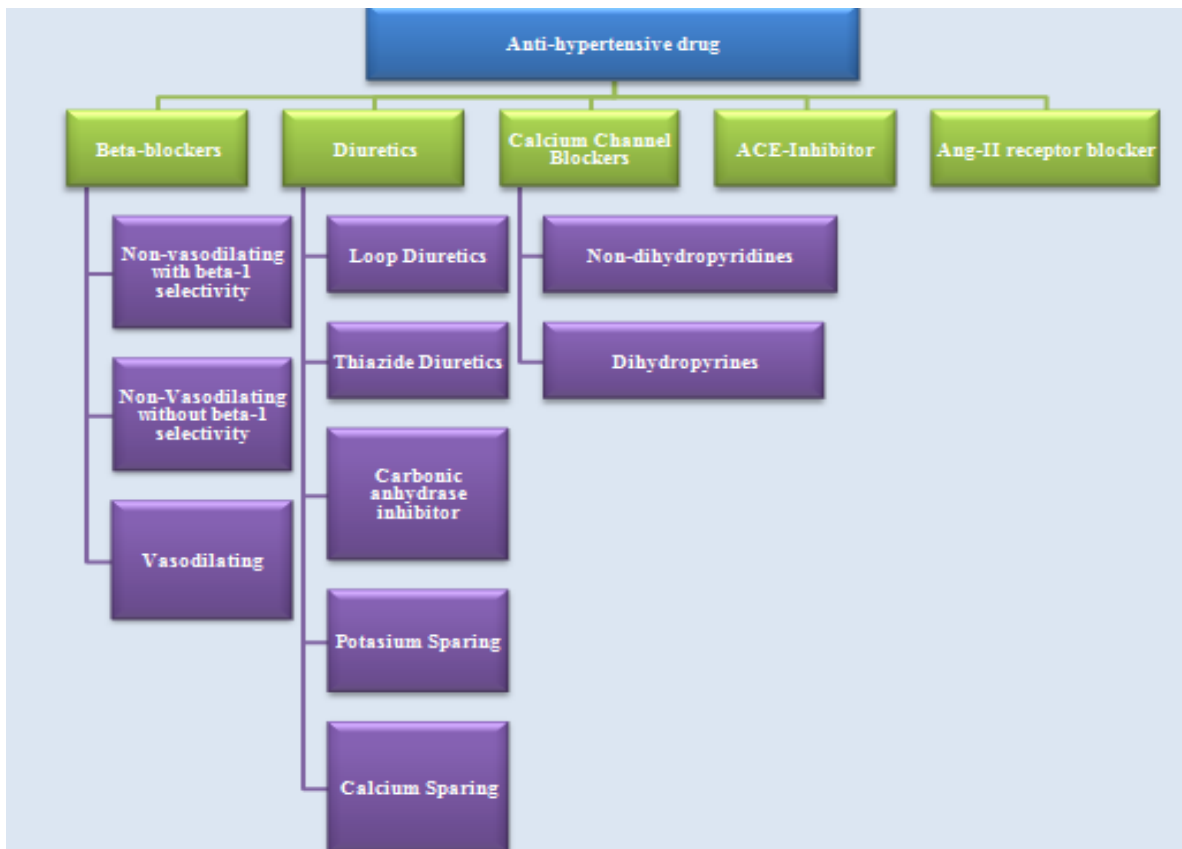 Anti-hypertensive drug
Beta-blockers
Diuretics
Calcium Channel
Blockers
ACE-Inhibitor
Ang-II receptor blocker
Non-vasodilating
with beta-1
selectivity
Non-Vasodilating
without beta-1
selectivity
Vasodilating
Loop Diuretics
Thiazide Diuretics
Carbonic
anhydrase
inhibitor
Potasium Sparing
Calcium Sparing
Non-dihydropyridines
Dihydropyrines